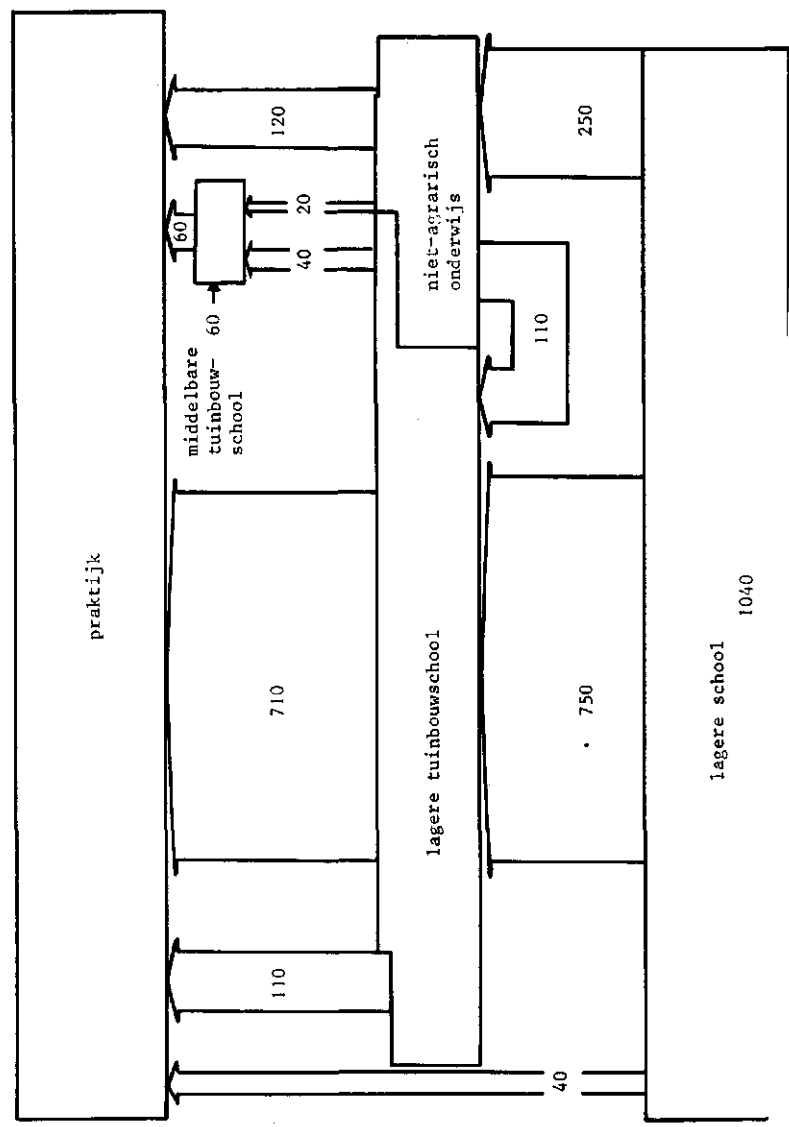 praktijk
110
710
60
120
middelbare
tuinbouw-
school
60
40
20
lagere tuinbouwschool
niet-agrarisch
onderwijs
40
750
110
250
lagere school
1040